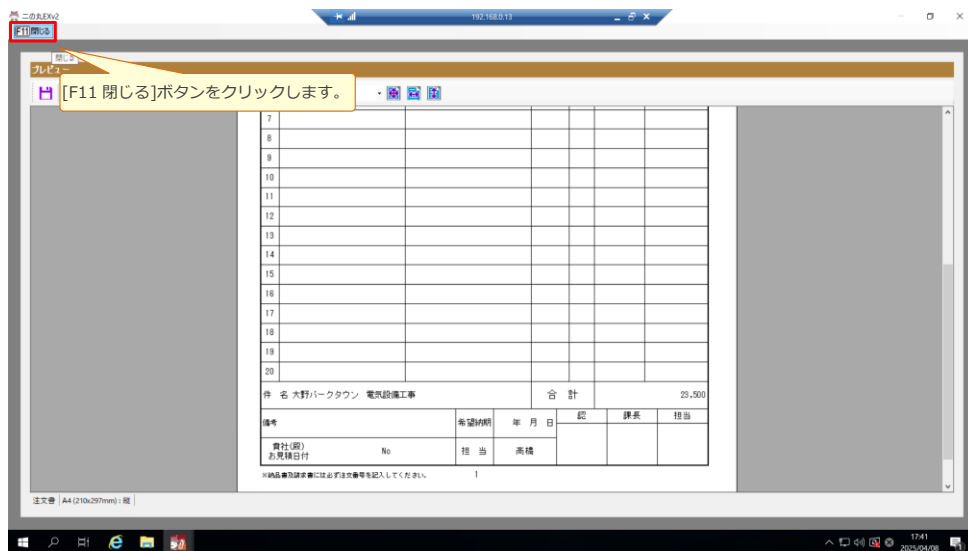 二の丸EXv2
192.168.0.13
F11閉じる
閉じる
プレビュー
[F11 閉じる]ボタンをクリックします。
7
8
9
10
11
12
13
14
15
16
17
18
19
20
件 名 大野パークタウン 電気設備工事 合 計 23,500
備考 希望納期 年 月 日 認 課長 担当
貴社(殿)
お見積日付 No 担 当 高橋
※納品書及請求書には必ず注文番号を記入してください。 1
注文書 A4 (210x297mm) : 縦
17:41
2025/04/08